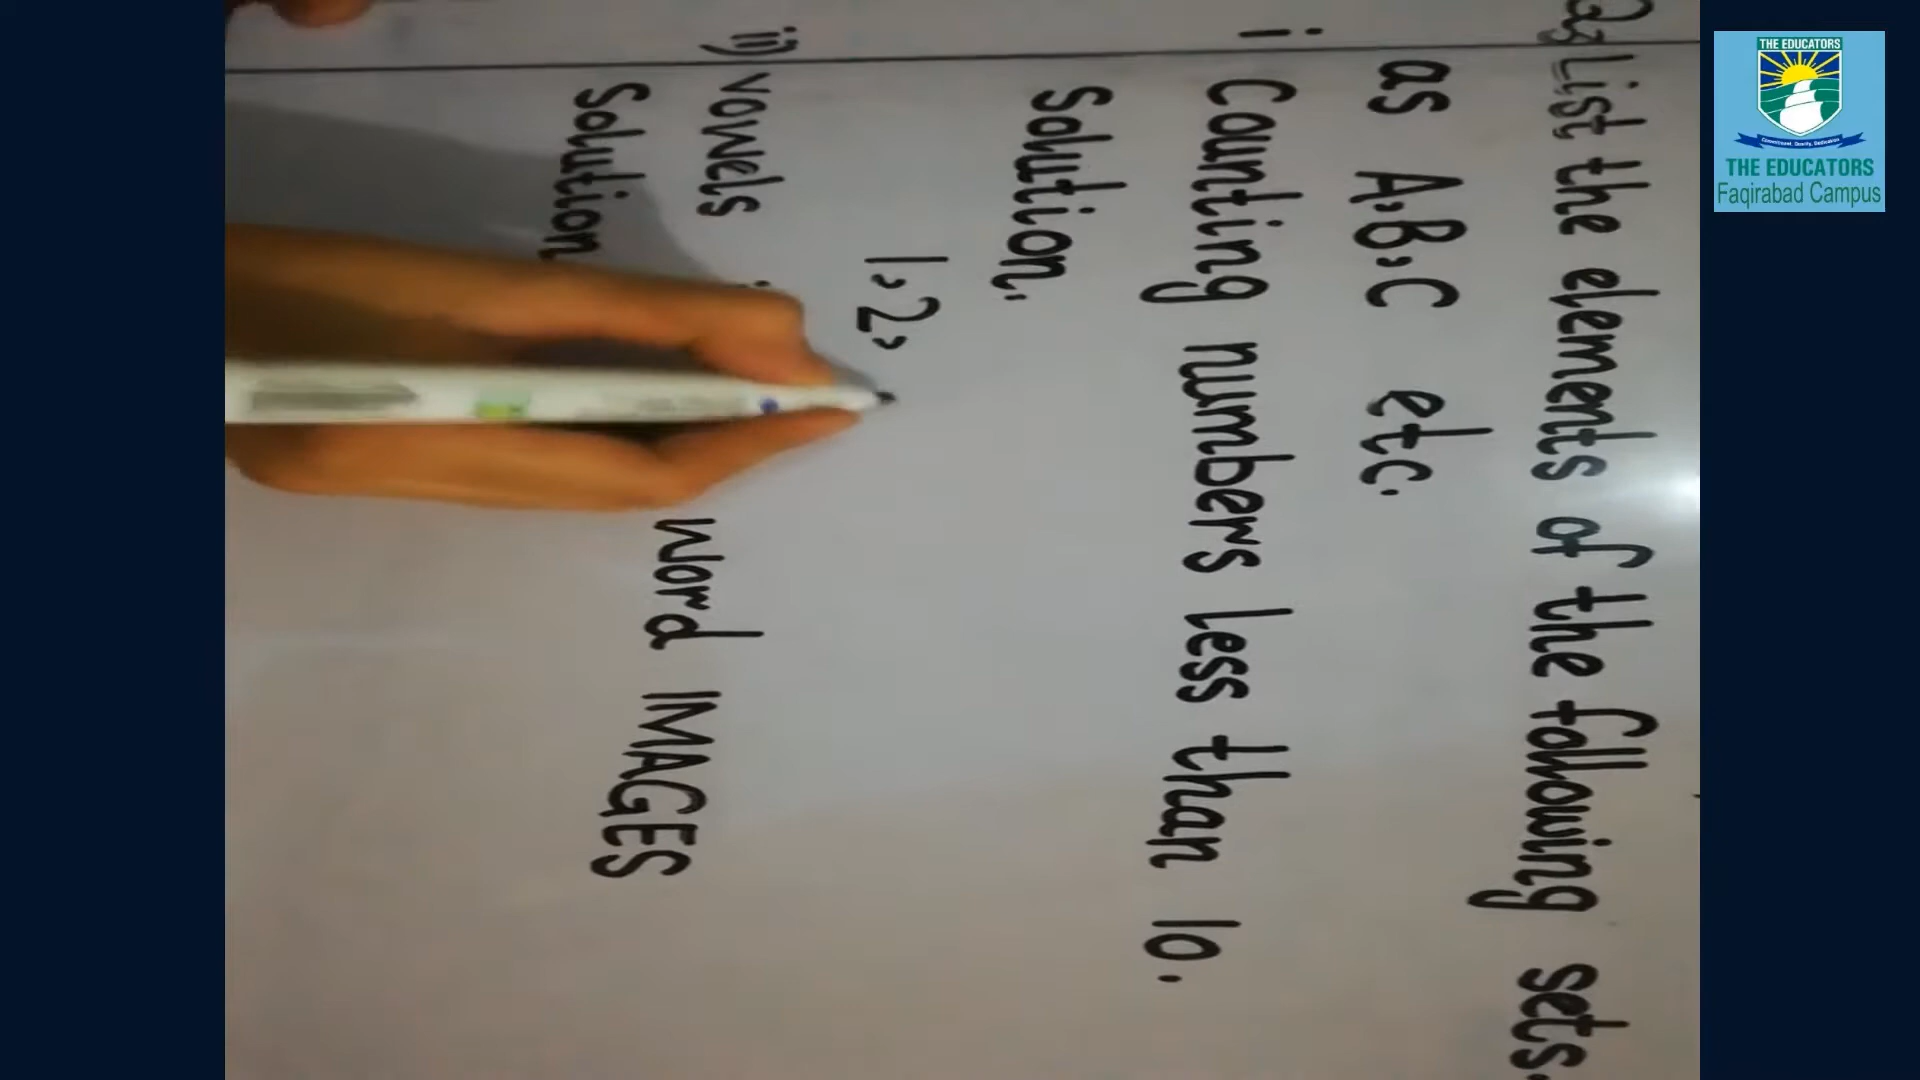 Q3 List the elements of the following sets.
as A, B, C etc.
i Counting numbers less than 10.
Solution.
1, 2,
ii) vowels i word IMAGES
Solution
THE EDUCATORS
THE EDUCATORS
Faqirabad Campus